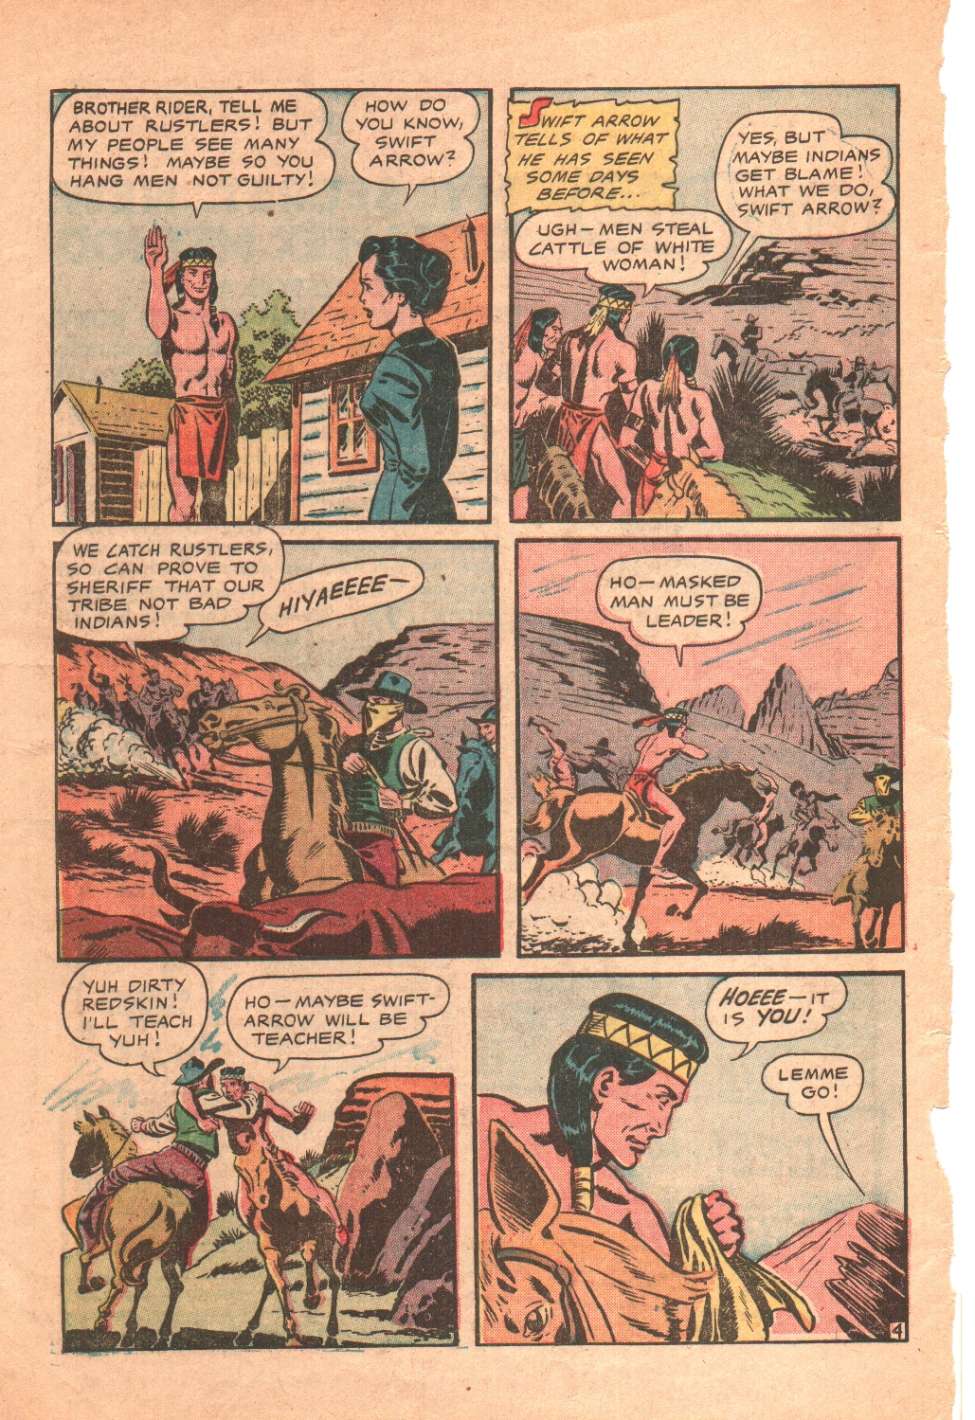 BROTHER RIDER, TELL ME
ABOUT RUSTLERS! BUT
MY PEOPLE SEE MANY
THINGS! MAYBE SO YOU
HANG MEN NOT GUILTY!
HOW DO
YOU KNOW,
SWIFT
ARROW?
SWIFT ARROW
TELLS OF WHAT
HE HAS SEEN
SOME DAYS
BEFORE...
UGH-MEN STEAL
CATTLE OF WHITE
WOMAN!
YES, BUT
MAYBE INDIANS
GET BLAME!
WHAT WE DO,
SWIFT ARROW?
WE CATCH RUSTLERS,
SO CAN PROVE TO
SHERIFF THAT OUR
TRIBE NOT BAD
INDIANS!
HIYAEEEE-
HO-MASKED
MAN MUST BE
LEADER!
YUH DIRTY
REDSKIN!
I'LL TEACH
YUH!
HO-MAYBE SWIFT-
ARROW WILL BE
TEACHER!
HOEEE-IT
IS YOU!
LEMME
GO!
4